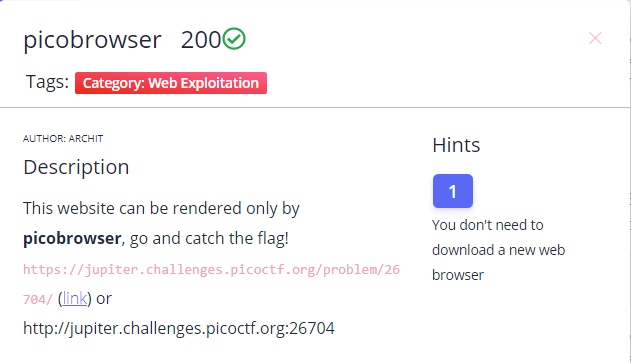 picobrowser 200
Tags: Category: Web Exploitation
AUTHOR: ARCHIT
Description
This website can be rendered only by
picobrowser, go and catch the flag!
https://jupiter.challenges.picoctf.org/problem/26
704/ (link) or
http://jupiter.challenges.picoctf.org:26704
Hints
1
You don't need to
download a new web
browser